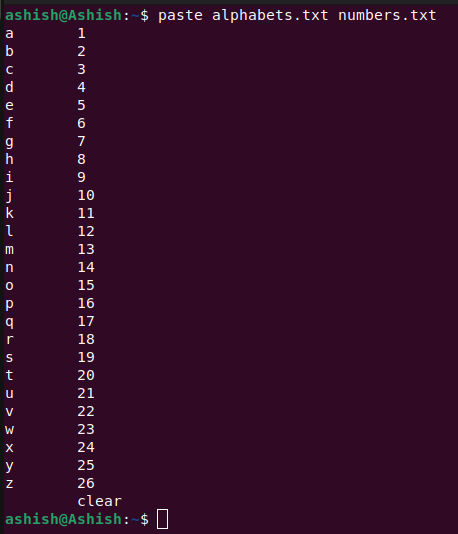 ashish@Ashish:~$ paste alphabets.txt numbers.txt
a	1
b	2
c	3
d	4
e	5
f	6
g	7
h	8
i	9
j	10
k	11
l	12
m	13
n	14
o	15
p	16
q	17
r	18
s	19
t	20
u	21
v	22
w	23
x	24
y	25
z	26
	clear
ashish@Ashish:~$